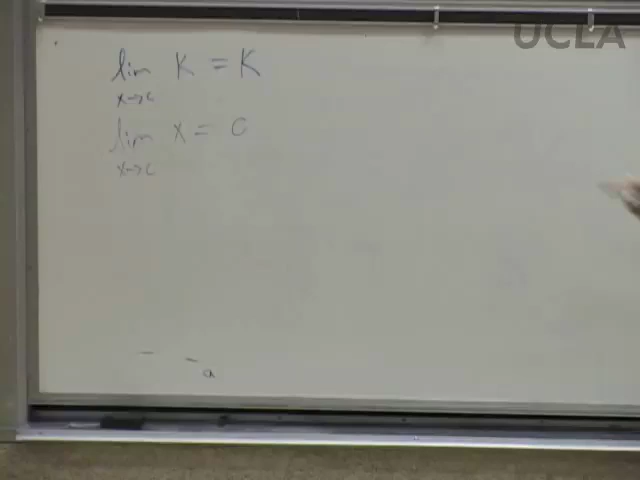 UCLA
lim K = K
x→c
lim x = c
x→c
a